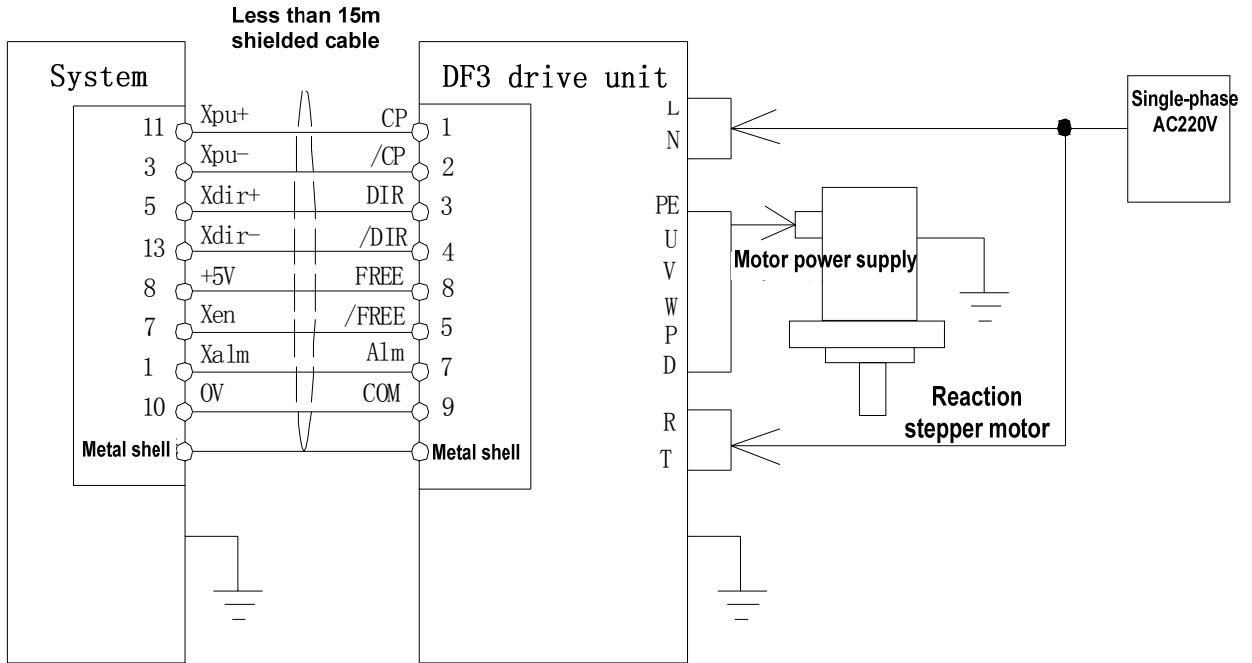 Less than 15m
shielded cable
System
DF3 drive unit
11 Xpu+ CP 1
3 Xpu- /CP 2
5 Xdir+ DIR 3
13 Xdir- /DIR 4
8 +5V FREE 8
7 Xen /FREE 5
1 Xalm Alm 7
10 0V COM 9
Metal shell Metal shell
L
N
PE
U
V
W
P
D
R
T
Motor power supply
Reaction
stepper motor
Single-phase
AC220V